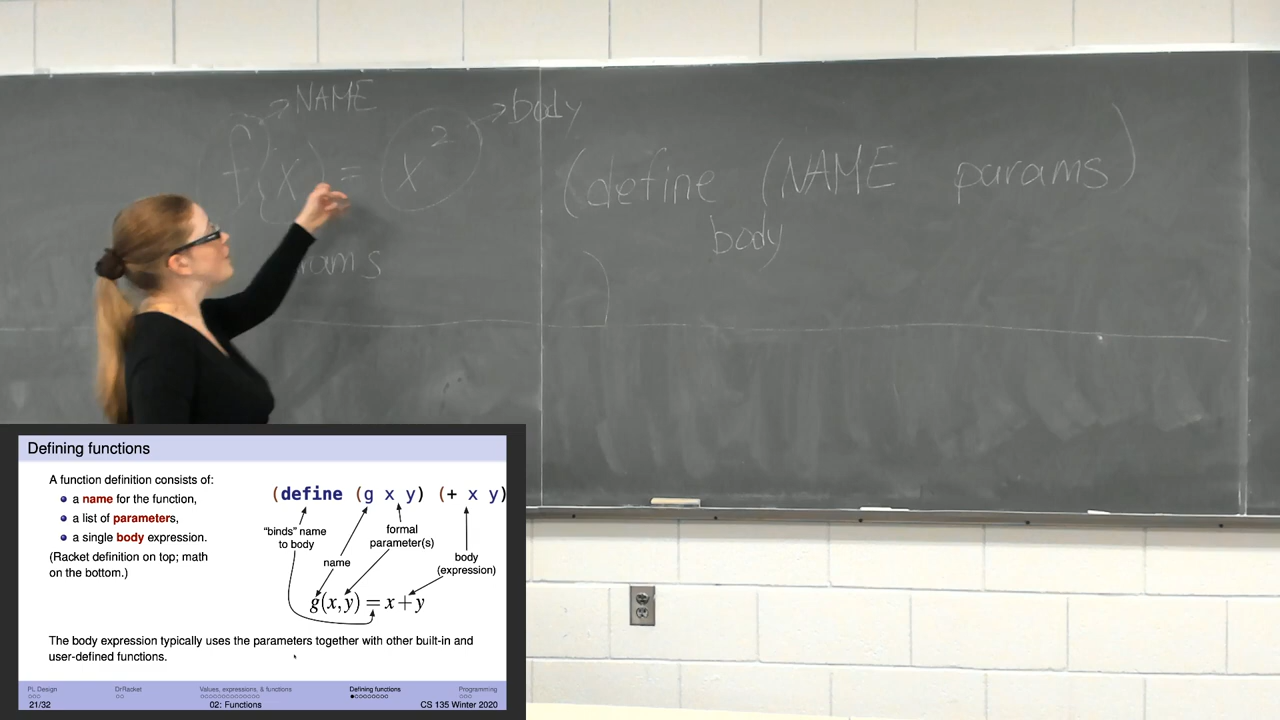 NAME
body
f(x) = x²
(define (NAME params)
body
)
Defining functions
A function definition consists of:
a name for the function,
a list of parameters,
a single body expression.
(Racket definition on top; math
on the bottom.)
(define (g x y) (+ x y)
"binds" name
to body
name
formal
parameter(s)
body
(expression)
g(x,y) = x+y
The body expression typically uses the parameters together with other built-in and
user-defined functions.
PL Design
DrRacket
Values, expressions, & functions
Defining functions
Programming
21/32
02: Functions
CS 135 Winter 2020